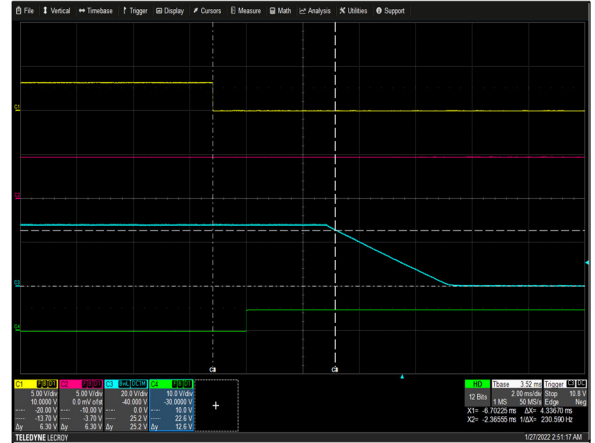 File Vertical Timebase Trigger Display Cursors Measure Math Analysis Utilities Support
C1
C2
C3
C4
C1 C2 C3 BwL DC1M C4
5.00 V/div 5.00 V/div 20.0 V/div 10.0 V/div
10.0000 V 0.0 mV ofst -40.000 V -30.0000 V
-20.00 V -10.00 V 0.0 V 10.0 V
-13.70 V -3.70 V 25.2 V 22.6 V
Δy 6.30 V Δy 6.30 V Δy 25.2 V Δy 12.6 V
+
HD Tbase 3.52 ms Trigger C3 DC
12 Bits 2.00 ms/div Stop 10.8 V
1 MS 50 MS/s Edge Neg
X1= -6.70225 ms ΔX= 4.33670 ms
X2= -2.36555 ms 1/ΔX= 230.590 Hz
TELEDYNE LECROY 1/27/2022 2:51:17 AM